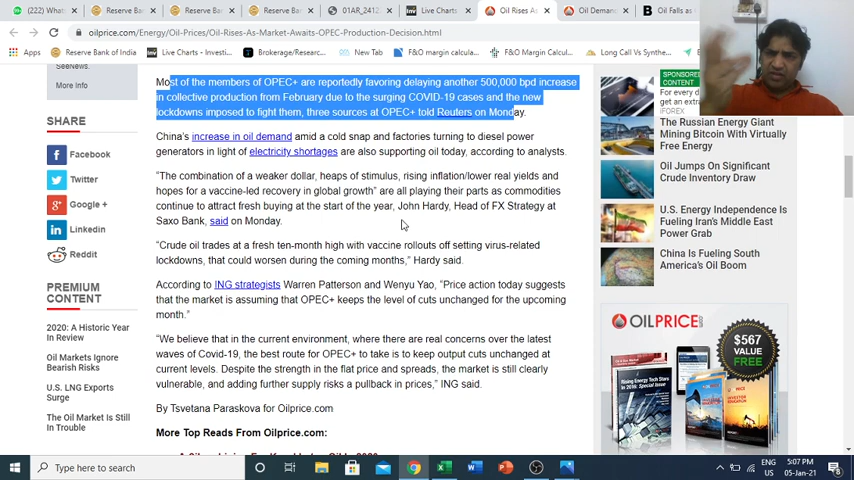 (222) Whats
Reserve Bank
Reserve Bank
Reserve Bank
01AR_2412
Live Charts
Oil Rises As
Oil Demand
Oil Falls as
oilprice.com/Energy/Oil-Prices/Oil-Rises-As-Market-Awaits-OPEC-Production-Decision.html
Apps
Reserve Bank of India
Live Charts - Investi...
Brokerage/Research...
New Tab
F&O margin calcula...
F&O Margin Calcul...
Long Call Vs Synthe...
SeeNews.
More Info
SHARE
Facebook
Twitter
Google +
Linkedin
Reddit
PREMIUM
CONTENT
2020: A Historic Year
In Review
Oil Markets Ignore
Bearish Risks
U.S. LNG Exports
Surge
The Oil Market Is Still
In Trouble
Most of the members of OPEC+ are reportedly favoring delaying another 500,000 bpd increase
in collective production from February due to the surging COVID-19 cases and the new
lockdowns imposed to fight them, three sources at OPEC+ told Reuters on Monday.
China's increase in oil demand amid a cold snap and factories turning to diesel power
generators in light of electricity shortages are also supporting oil today, according to analysts.
“The combination of a weaker dollar, heaps of stimulus, rising inflation/lower real yields and
hopes for a vaccine-led recovery in global growth” are all playing their parts as commodities
continue to attract fresh buying at the start of the year, John Hardy, Head of FX Strategy at
Saxo Bank, said on Monday.
“Crude oil trades at a fresh ten-month high with vaccine rollouts off setting virus-related
lockdowns, that could worsen during the coming months,” Hardy said.
According to ING strategists Warren Patterson and Wenyu Yao, “Price action today suggests
that the market is assuming that OPEC+ keeps the level of cuts unchanged for the upcoming
month.”
“We believe that in the current environment, where there are real concerns over the latest
waves of Covid-19, the best route for OPEC+ to take is to keep output cuts unchanged at
current levels. Despite the strength in the flat price and spreads, the market is still clearly
vulnerable, and adding further supply risks a pullback in prices,” ING said.
By Tsvetana Paraskova for Oilprice.com
More Top Reads From Oilprice.com:
SPONSORED
CONTENT
For every d
get an extra
iFOREX
The Russian Energy Giant
Mining Bitcoin With Virtually
Free Energy
Oil Jumps On Significant
Crude Inventory Draw
U.S. Energy Independence Is
Fueling Iran's Middle East
Power Grab
China Is Fueling South
America's Oil Boom
OILPRICE
$567
VALUE
FREE
Type here to search
ENG
US
5:07 PM
05-Jan-21